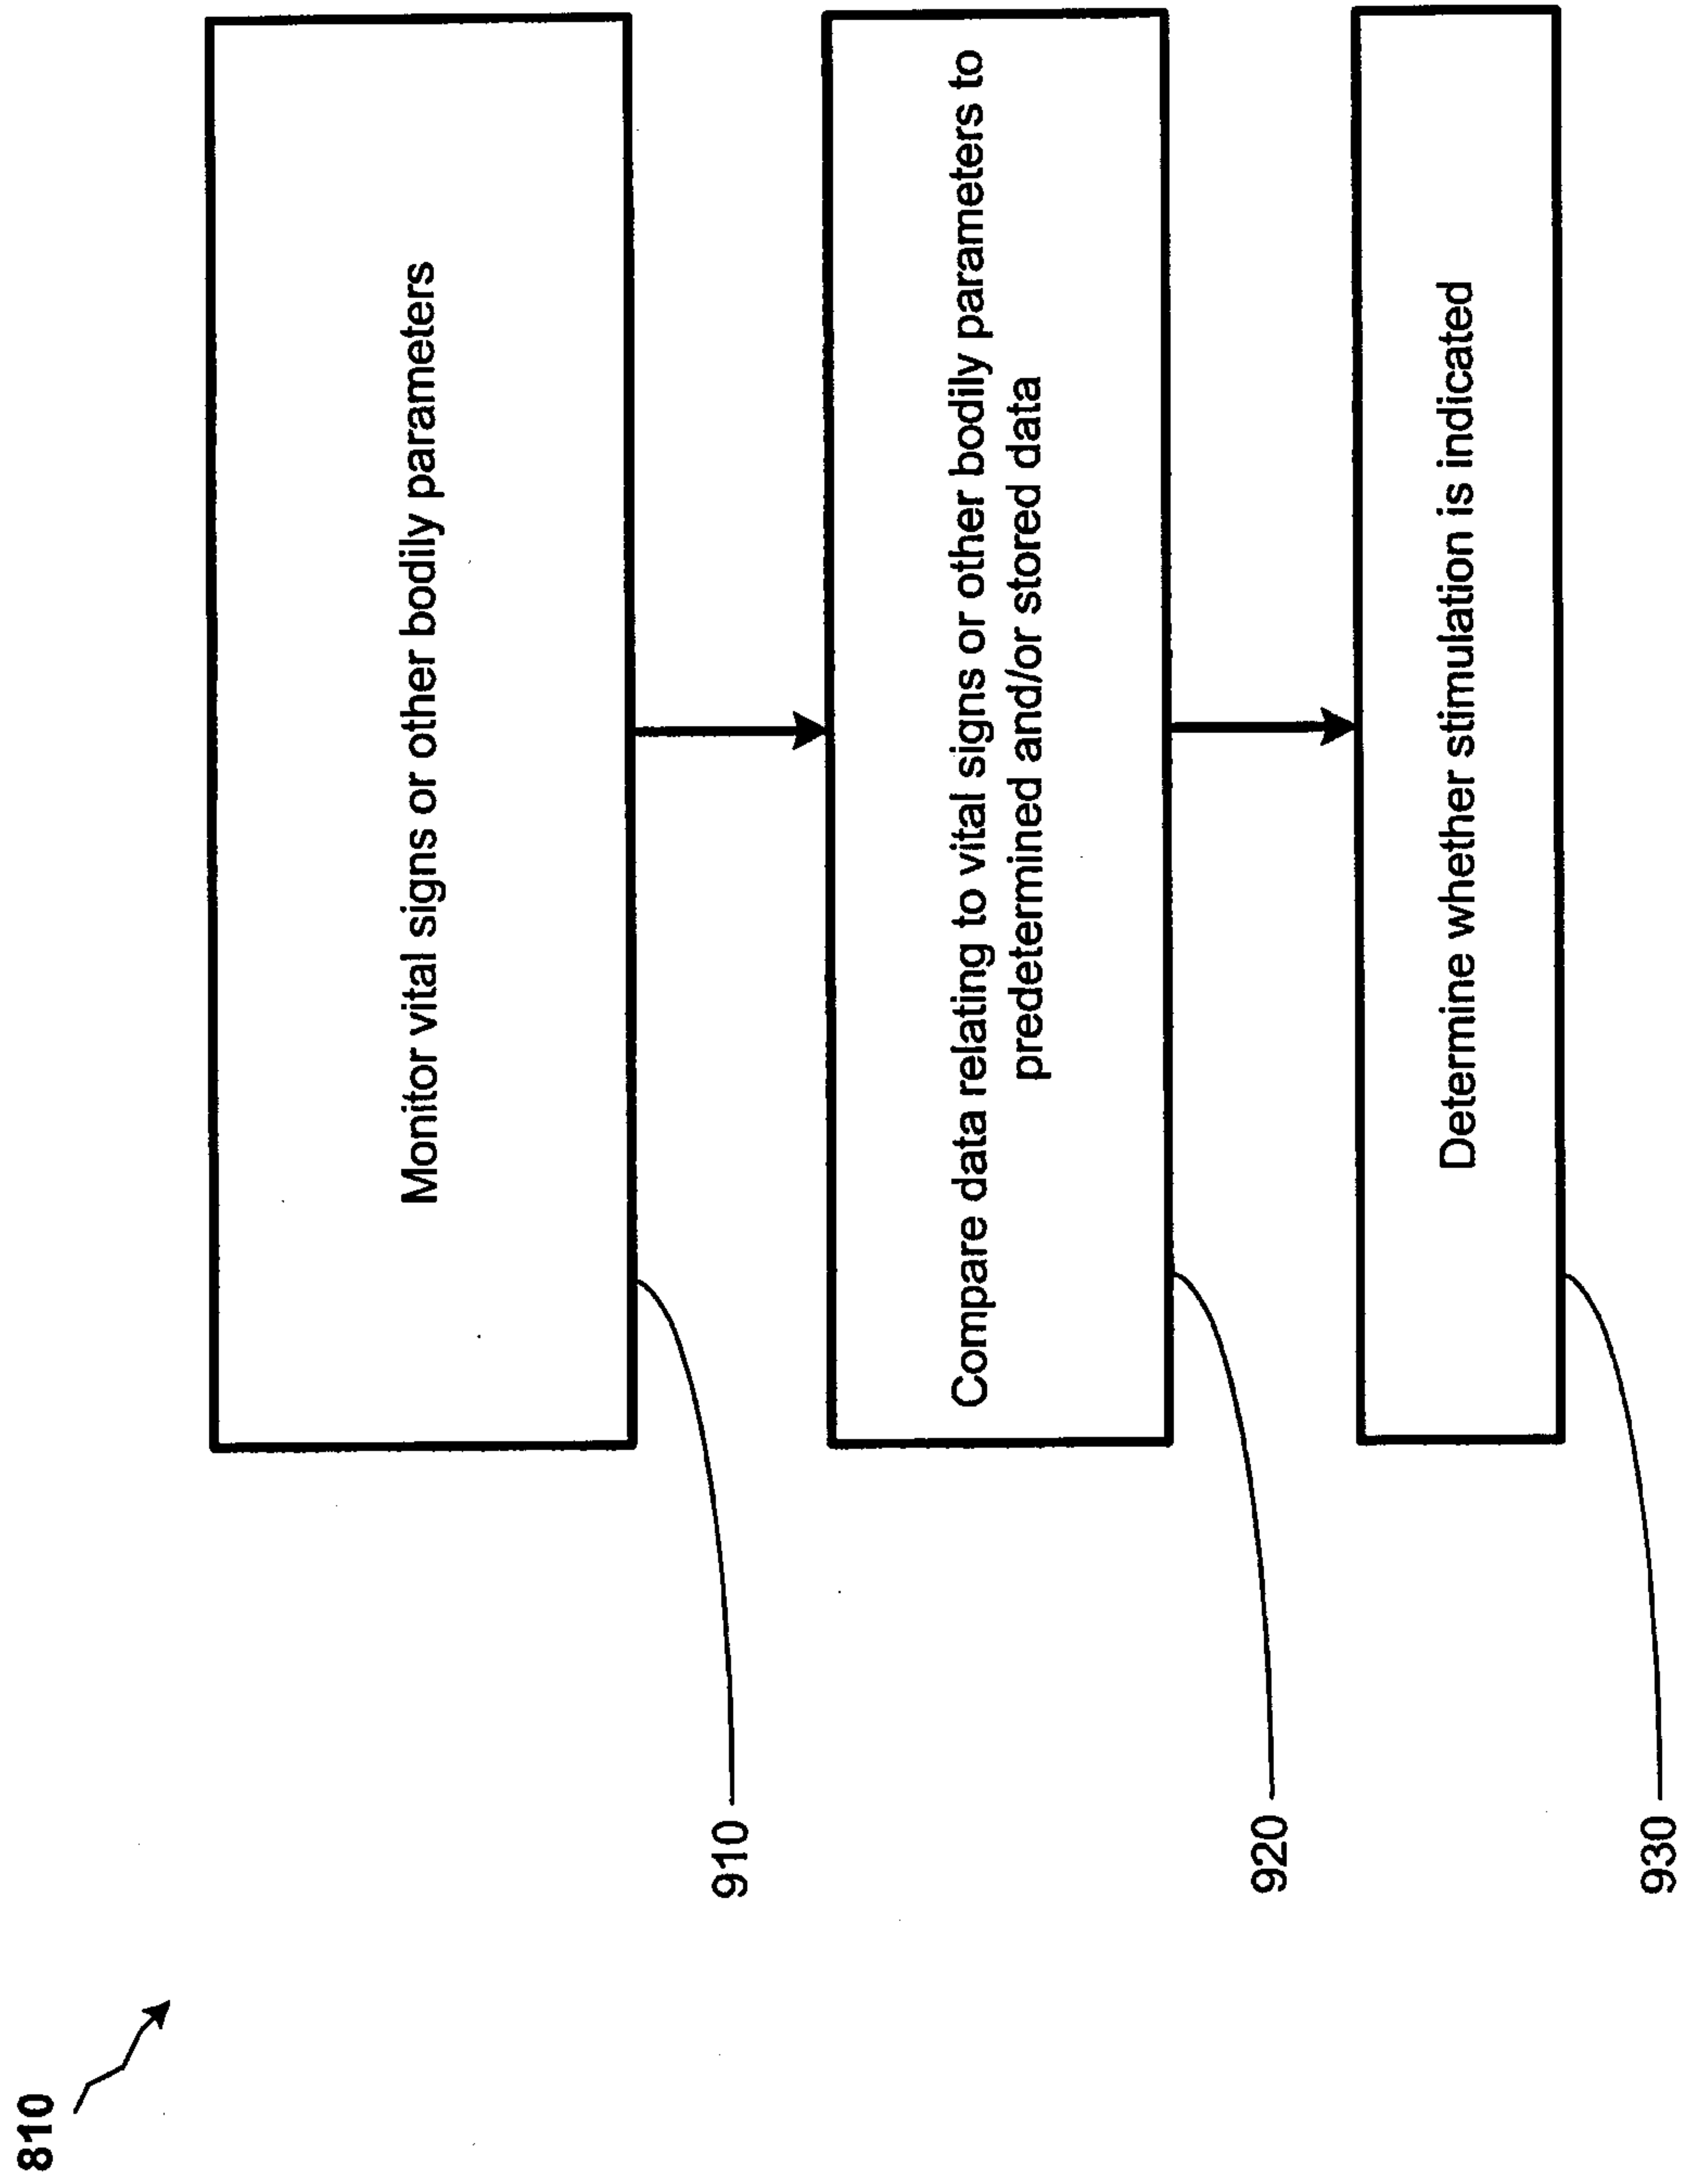 810
Monitor vital signs or other bodily parameters
910
Compare data relating to vital signs or other bodily parameters to
predetermined and/or stored data
920
Determine whether stimulation is indicated
930